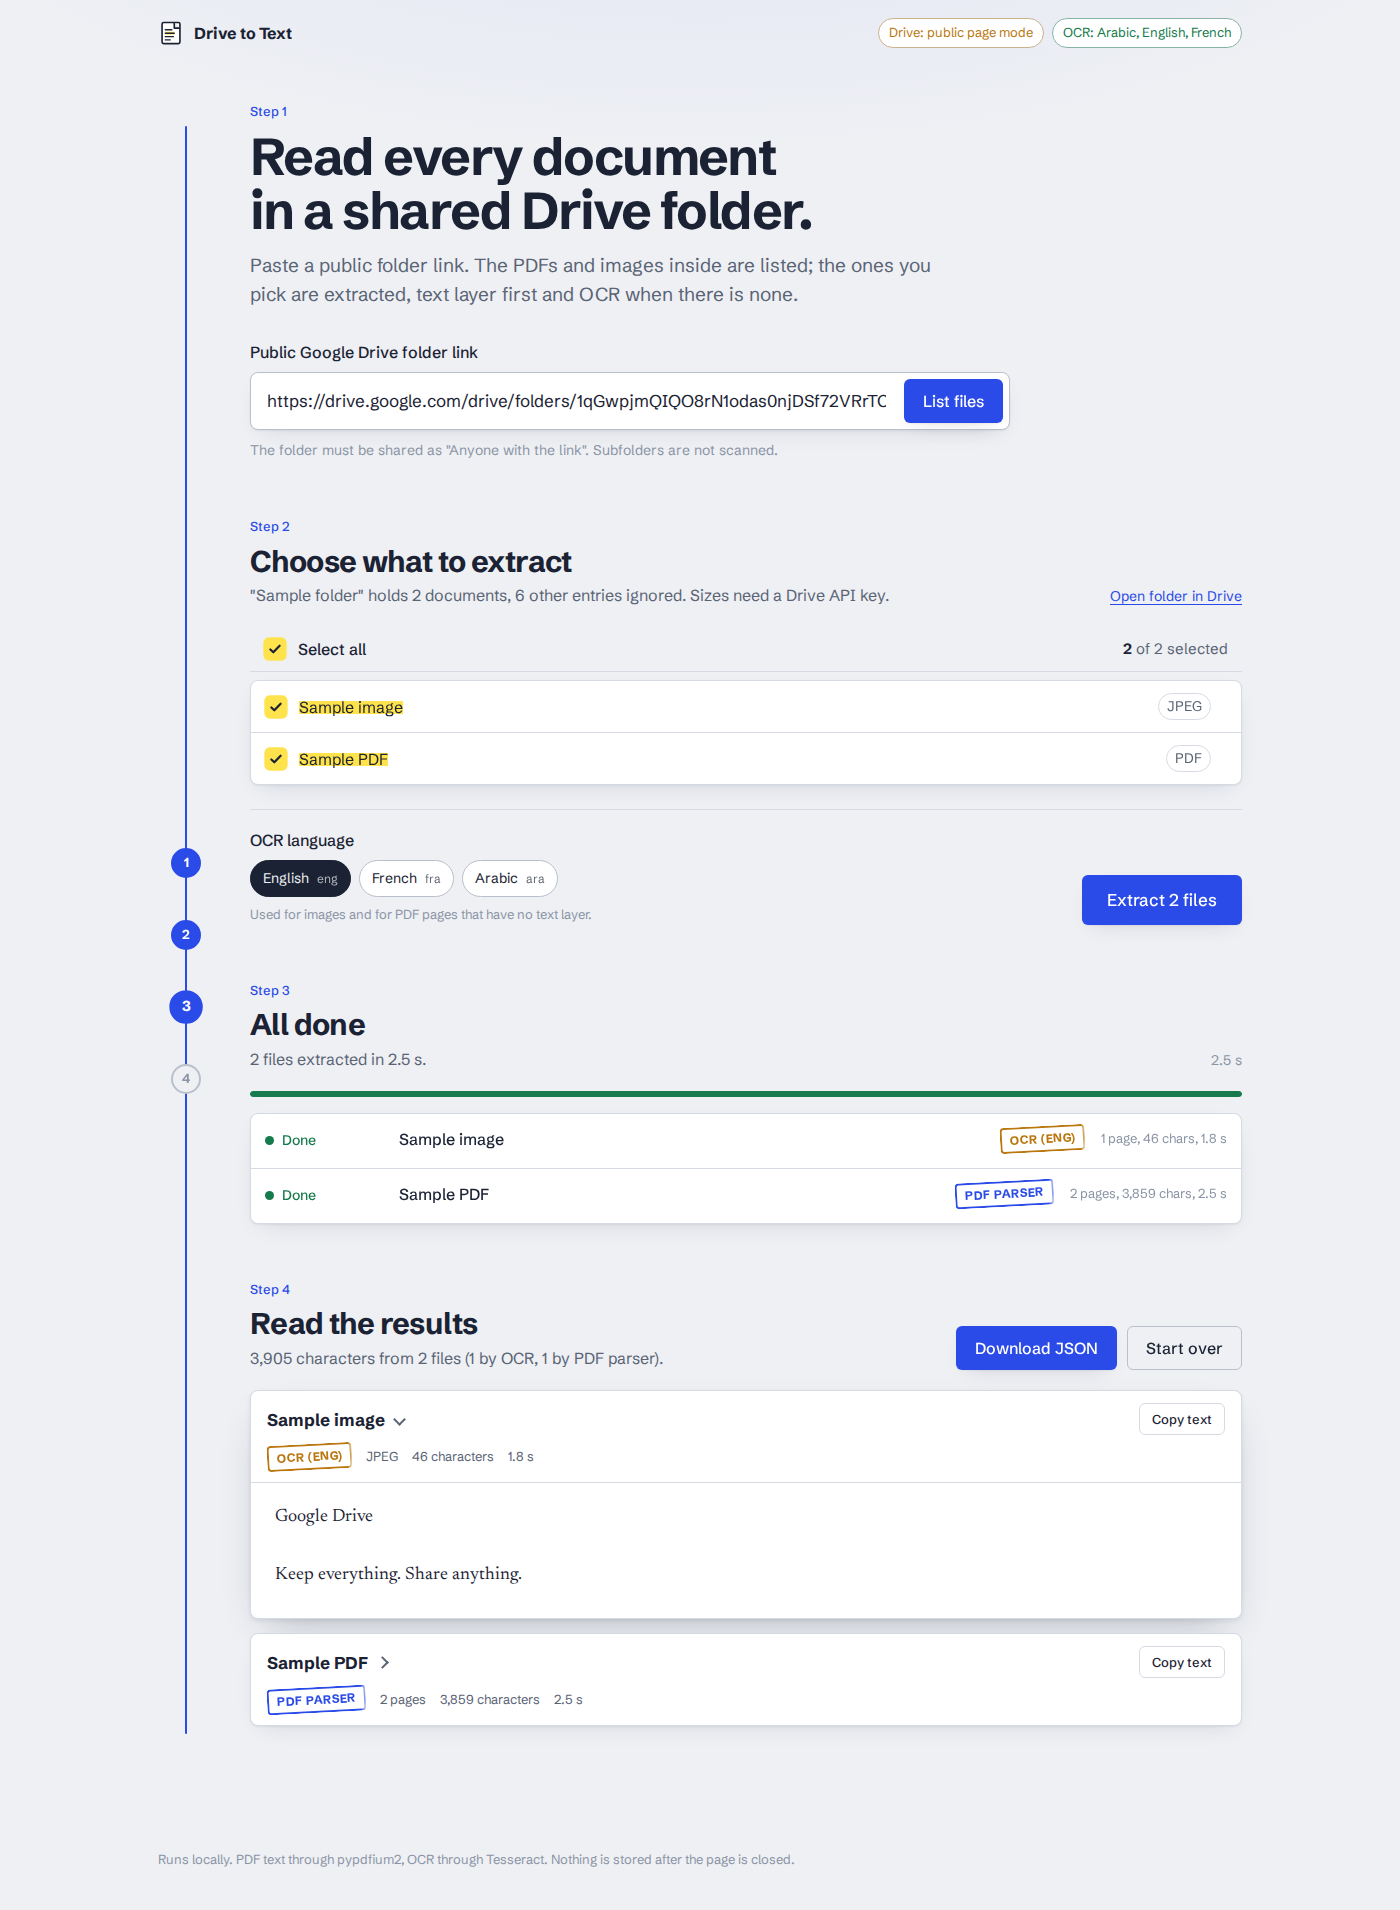 Drive to Text
Drive: public page mode
OCR: Arabic, English, French
Step 1
Read every document
in a shared Drive folder.
Paste a public folder link. The PDFs and images inside are listed; the ones you
pick are extracted, text layer first and OCR when there is none.
Public Google Drive folder link
https://drive.google.com/drive/folders/1qGwpjmQIQO8rN1odas0njDSf72VRrTC
List files
The folder must be shared as "Anyone with the link". Subfolders are not scanned.
Step 2
Choose what to extract
"Sample folder" holds 2 documents, 6 other entries ignored. Sizes need a Drive API key.
Open folder in Drive
Select all
2 of 2 selected
Sample image
JPEG
Sample PDF
PDF
OCR language
English eng
French fra
Arabic ara
Used for images and for PDF pages that have no text layer.
Extract 2 files
1
2
3
4
Step 3
All done
2 files extracted in 2.5 s.
2.5 s
Done
Sample image
OCR (ENG)
1 page, 46 chars, 1.8 s
Done
Sample PDF
PDF PARSER
2 pages, 3,859 chars, 2.5 s
Step 4
Read the results
3,905 characters from 2 files (1 by OCR, 1 by PDF parser).
Download JSON
Start over
Sample image
Copy text
OCR (ENG)
JPEG
46 characters
1.8 s
Google Drive
Keep everything. Share anything.
Sample PDF
Copy text
PDF PARSER
2 pages
3,859 characters
2.5 s
Runs locally. PDF text through pypdfium2, OCR through Tesseract. Nothing is stored after the page is closed.